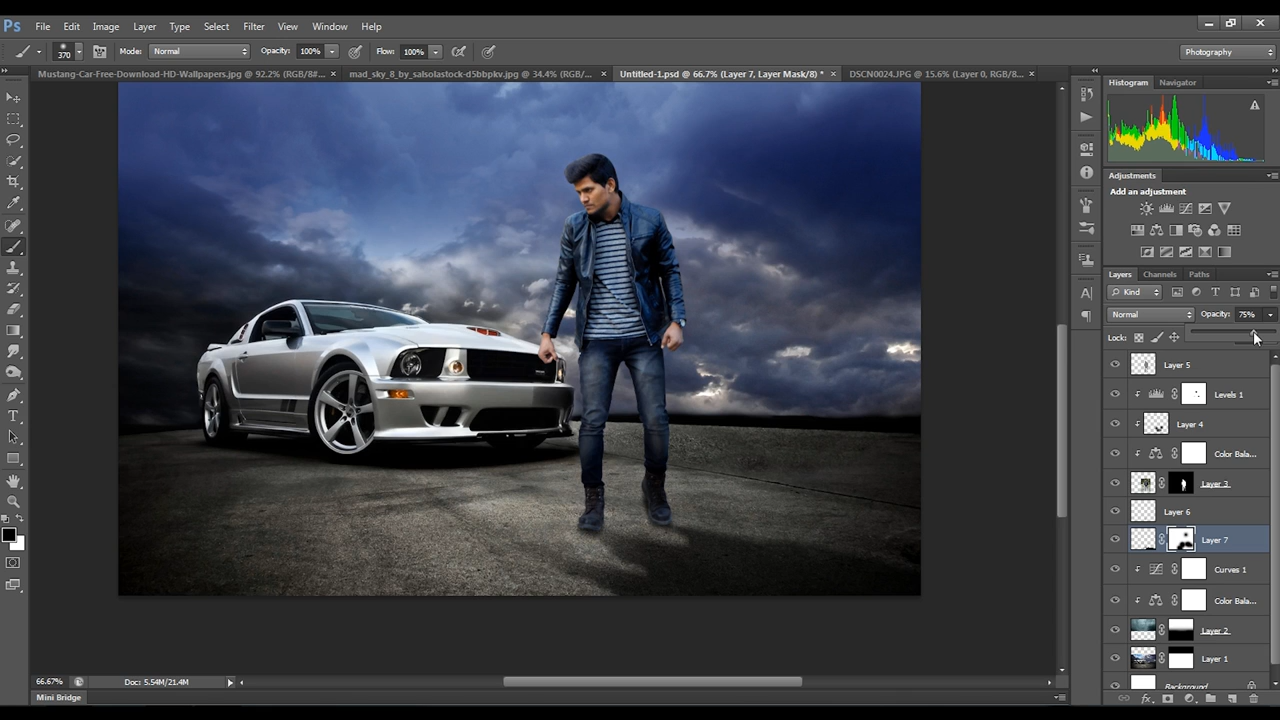 Ps File Edit Image Layer Type Select Filter View Window Help
370 Mode: Normal Opacity: 100% Flow: 100% Photography
Mustang-Car-Free-Download-HD-Wallpapers.jpg @ 92.2% (RGB/8#... × mad_sky_8_by_salsolastock-d5bbpkv.jpg @ 34.4% (RGB/... × Untitled-1.psd @ 66.7% (Layer 7, Layer Mask/8) * × DSCN0024.JPG @ 15.6% (Layer 0, RGB/8... ×
Histogram Navigator
Adjustments
Add an adjustment
Layers Channels Paths
Kind
Normal Opacity: 75%
Lock:
Layer 5
Levels 1
Layer 4
Color Bala...
Layer 3
Layer 6
Layer 7
Curves 1
Color Bala...
Layer 2
Layer 1
Background
66.67% Doc: 5.54M/21.4M
Mini Bridge